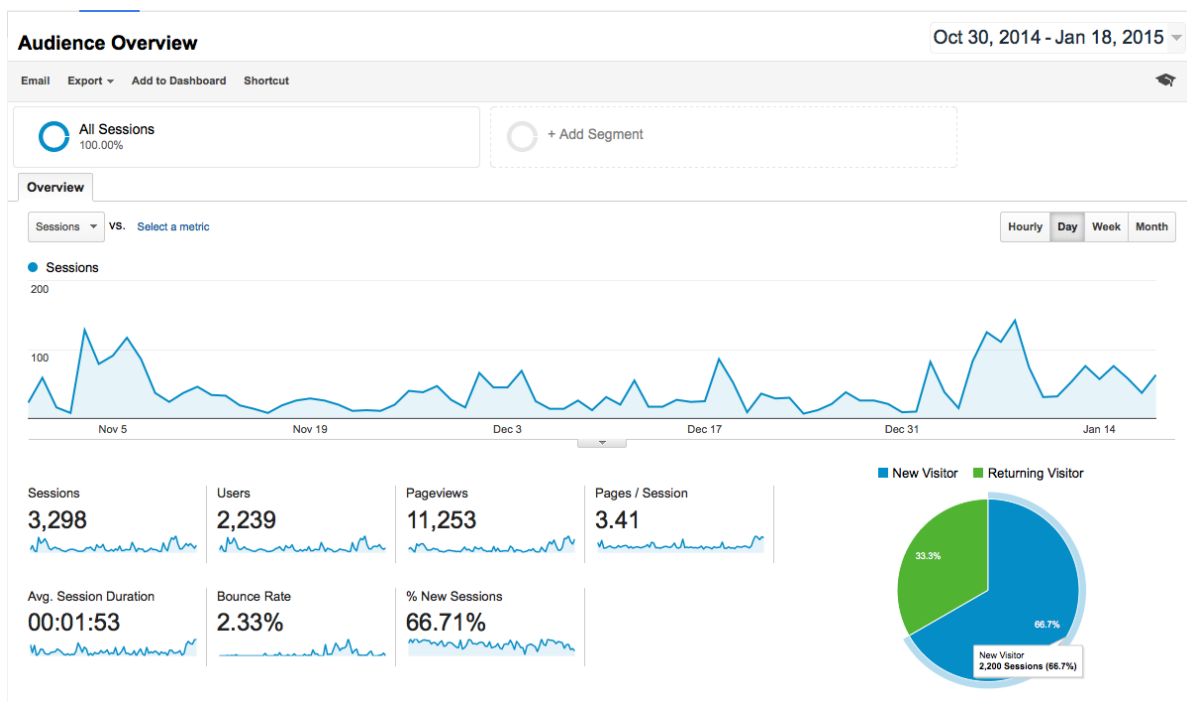 Audience Overview
Oct 30, 2014 - Jan 18, 2015
Email Export Add to Dashboard Shortcut
All Sessions
100.00%
+ Add Segment
Overview
Sessions VS. Select a metric
Hourly Day Week Month
Sessions
200
100
Nov 5 Nov 19 Dec 3 Dec 17 Dec 31 Jan 14
New Visitor Returning Visitor
Sessions Users Pageviews Pages / Session
3,298 2,239 11,253 3.41
33.3%
Avg. Session Duration Bounce Rate % New Sessions
00:01:53 2.33% 66.71%
66.7%
New Visitor
2,200 Sessions (66.7%)